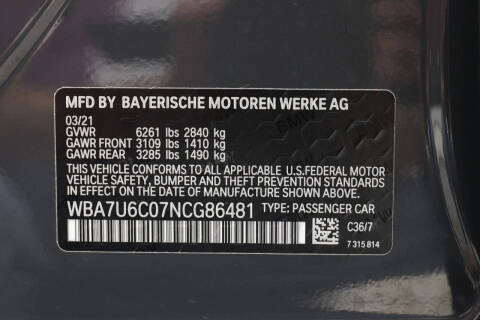 MFD BY BAYERISCHE MOTOREN WERKE AG
03/21
GVWR 6261 lbs 2840 kg
GAWR FRONT 3109 lbs 1410 kg
GAWR REAR 3285 lbs 1490 kg
THIS VEHICLE CONFORMS TO ALL APPLICABLE U.S.FEDERAL MOTOR
VEHICLE SAFETY, BUMPER, AND THEFT PREVENTION STANDARDS
IN EFFECT ON THE DATE OF MANUFACTURE SHOWN ABOVE.
WBA7U6C07NCG86481 TYPE: PASSENGER CAR
C36/7
7 315 814